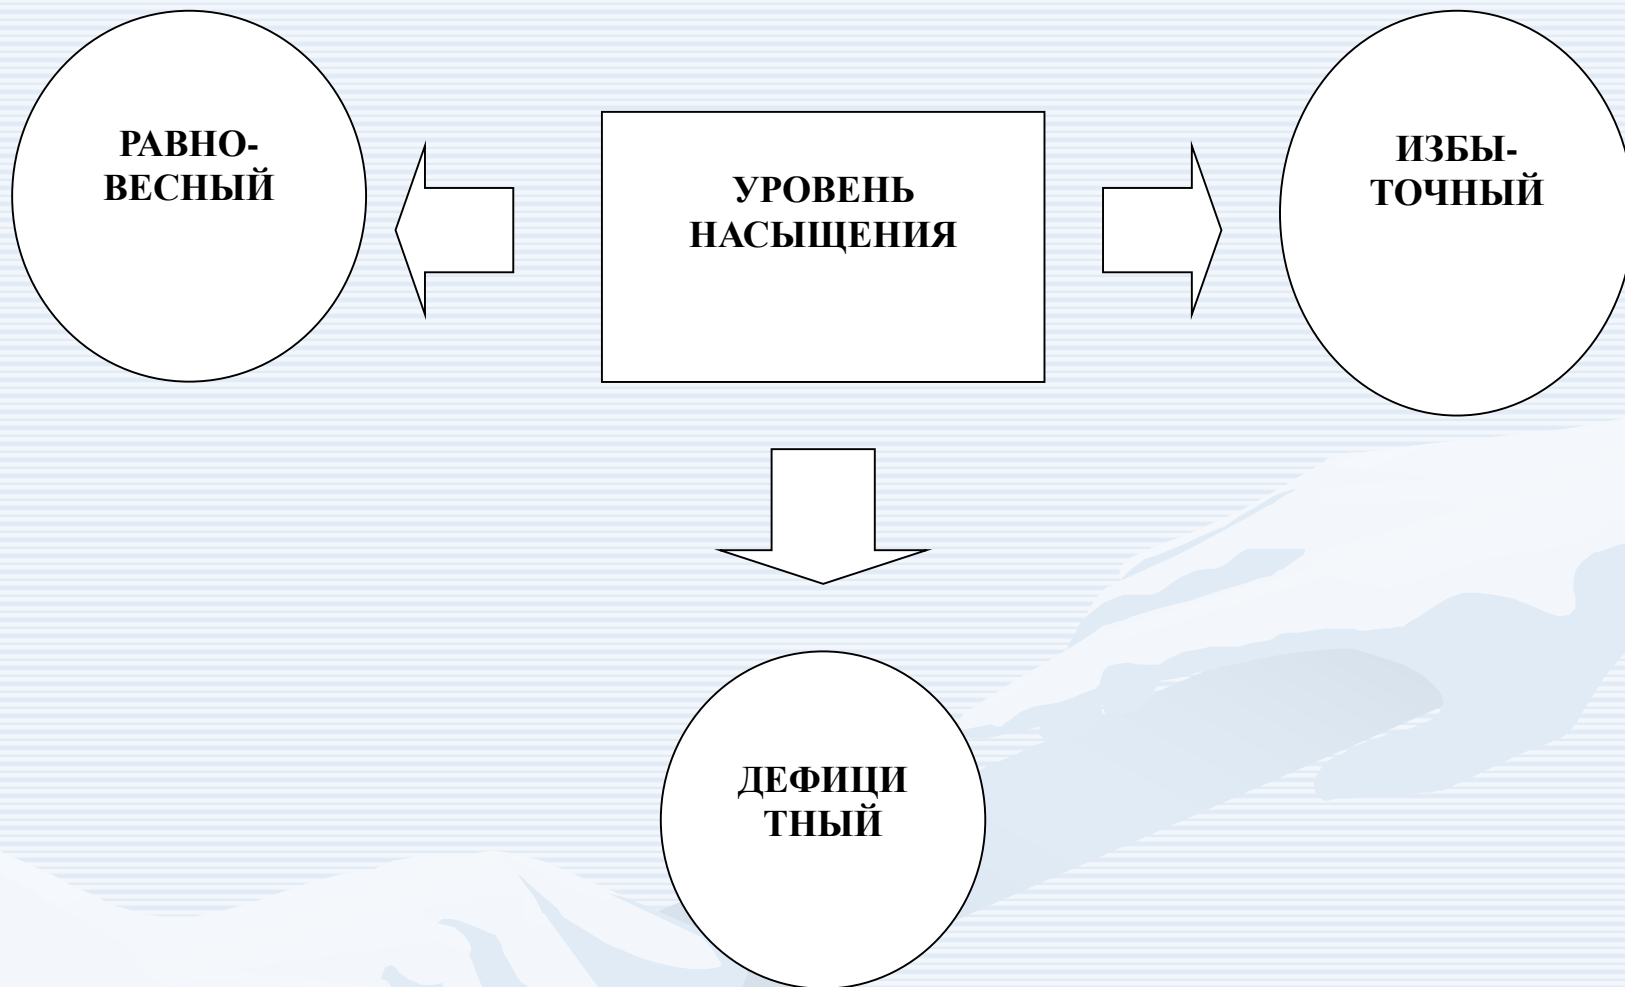 РАВНО-
ВЕСНЫЙ
УРОВЕНЬ
НАСЫЩЕНИЯ
ИЗБЫ-
ТОЧНЫЙ
ДЕФИЦИ
ТНЫЙ